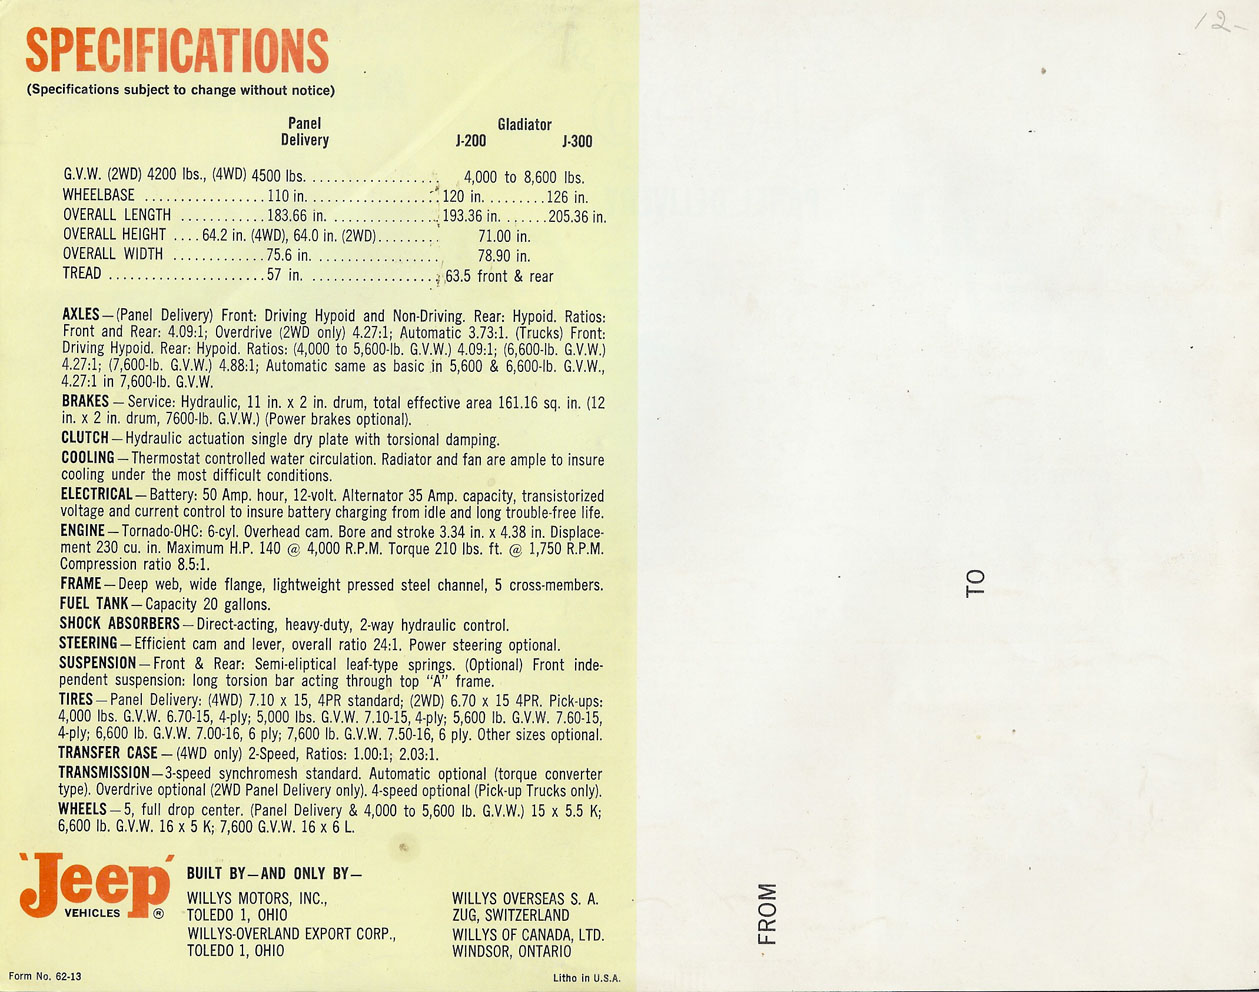 SPECIFICATIONS
(Specifications subject to change without notice)
Panel Delivery Gladiator
J-200 J-300
G.V.W. (2WD) 4200 lbs., (4WD) 4500 lbs. .................. 4,000 to 8,600 lbs.
WHEELBASE .................110 in. .................120 in..........126 in.
OVERALL LENGTH ............183.66 in. ...............193.36 in.......205.36 in.
OVERALL HEIGHT ....64.2 in. (4WD), 64.0 in. (2WD)......... 71.00 in.
OVERALL WIDTH .............75.6 in. .................. 78.90 in.
TREAD ......................57 in. ...................63.5 front & rear
AXLES—(Panel Delivery) Front: Driving Hypoid and Non-Driving. Rear: Hypoid. Ratios:
Front and Rear: 4.09:1; Overdrive (2WD only) 4.27:1; Automatic 3.73:1. (Trucks) Front:
Driving Hypoid. Rear: Hypoid. Ratios: (4,000 to 5,600-lb. G.V.W.) 4.09:1; (6,600-lb. G.V.W.)
4.27:1; (7,600-lb. G.V.W.) 4.88:1; Automatic same as basic in 5,600 & 6,600-lb. G.V.W.,
4.27:1 in 7,600-lb. G.V.W.
BRAKES—Service: Hydraulic, 11 in. x 2 in. drum, total effective area 161.16 sq. in. (12
in. x 2 in. drum, 7600-lb. G.V.W.) (Power brakes optional).
CLUTCH—Hydraulic actuation single dry plate with torsional damping.
COOLING—Thermostat controlled water circulation. Radiator and fan are ample to insure
cooling under the most difficult conditions.
ELECTRICAL—Battery: 50 Amp. hour, 12-volt. Alternator 35 Amp. capacity, transistorized
voltage and current control to insure battery charging from idle and long trouble-free life.
ENGINE—Tornado-OHC: 6-cyl. Overhead cam. Bore and stroke 3.34 in. x 4.38 in. Displace-
ment 230 cu. in. Maximum H.P. 140 @ 4,000 R.P.M. Torque 210 lbs. ft. @ 1,750 R.P.M.
Compression ratio 8.5:1.
FRAME—Deep web, wide flange, lightweight pressed steel channel, 5 cross-members.
FUEL TANK—Capacity 20 gallons.
SHOCK ABSORBERS—Direct-acting, heavy-duty, 2-way hydraulic control.
STEERING—Efficient cam and lever, overall ratio 24:1. Power steering optional.
SUSPENSION—Front & Rear: Semi-eliptical leaf-type springs. (Optional) Front inde-
pendent suspension: long torsion bar acting through top "A" frame.
TIRES—Panel Delivery: (4WD) 7.10 x 15, 4PR standard; (2WD) 6.70 x 15 4PR. Pick-ups:
4,000 lbs. G.V.W. 6.70-15, 4-ply; 5,000 lbs. G.V.W. 7.10-15, 4-ply; 5,600 lb. G.V.W. 7.60-15,
4-ply; 6,600 lb. G.V.W. 7.00-16, 6 ply; 7,600 lb. G.V.W. 7.50-16, 6 ply. Other sizes optional.
TRANSFER CASE—(4WD only) 2-Speed, Ratios: 1.00:1; 2.03:1.
TRANSMISSION—3-speed synchromesh standard. Automatic optional (torque converter
type). Overdrive optional (2WD Panel Delivery only). 4-speed optional (Pick-up Trucks only).
WHEELS—5, full drop center. (Panel Delivery & 4,000 to 5,600 lb. G.V.W.) 15 x 5.5 K;
6,600 lb. G.V.W. 16 x 5 K; 7,600 G.V.W. 16 x 6 L.
'Jeep'
VEHICLES ®
BUILT BY—AND ONLY BY—
WILLYS MOTORS, INC.,
TOLEDO 1, OHIO
WILLYS-OVERLAND EXPORT CORP.,
TOLEDO 1, OHIO
WILLYS OVERSEAS S. A.
ZUG, SWITZERLAND
WILLYS OF CANADA, LTD.
WINDSOR, ONTARIO
Form No. 62-13
Litho in U.S.A.
12-
TO
FROM